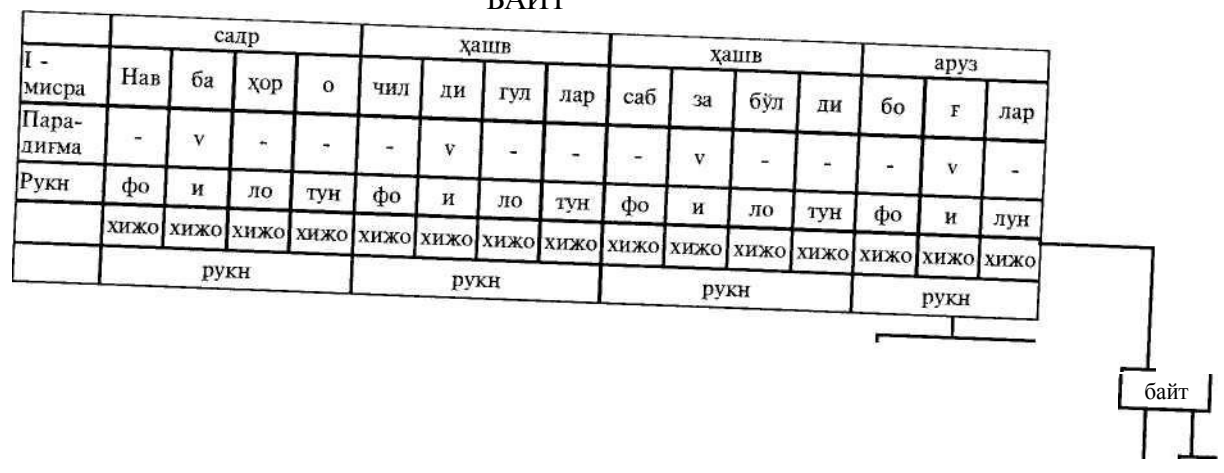 БАЙТ
садр ҳашв ҳашв аруз
I - мисра Нав ба ҳор о чил ди гул лар саб за бўл ди бо ғ лар
Пара-
диғма - v - - - v - - - v - - - v -
Рукн фо и ло тун фо и ло тун фо и ло тун фо и лун
хижо хижо хижо хижо хижо хижо хижо хижо хижо хижо хижо хижо хижо хижо хижо
рукн рукн рукн рукн
байт